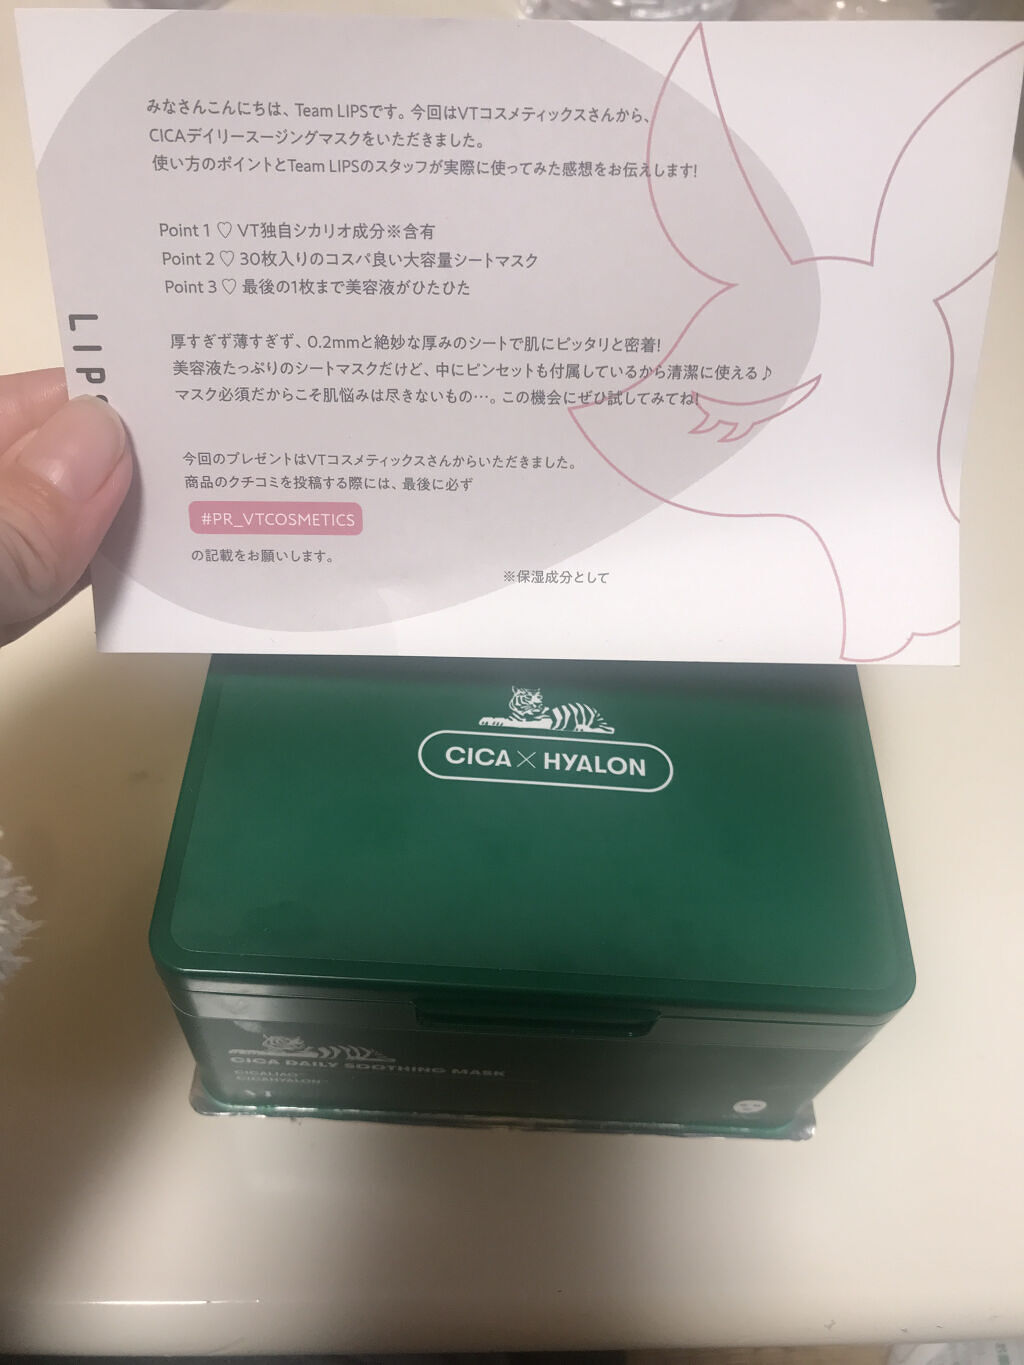 みなさんこんにちは、Team LIPSです。今回はVTコスメティックスさんから、
CICAデイリースージングマスクをいただきました。
使い方のポイントとTeam LIPSのスタッフが実際に使ってみた感想をお伝えします!
Point 1 ♡ VT独自シカリオ成分※含有
Point 2 ♡ 30枚入りのコスパ良い大容量シートマスク
Point 3 ♡ 最後の1枚まで美容液がひたひた
LIPS
厚すぎず薄すぎず、0.2mmと絶妙な厚みのシートで肌にピッタリと密着!
美容液たっぷりのシートマスクだけど、中にピンセットも付属しているから清潔に使える♪
マスク必須だからこそ肌悩みは尽きないもの…。この機会にぜひ試してみてね!
今回のプレゼントはVTコスメティックスさんからいただきました。
商品のクチコミを投稿する際には、最後に必ず
#PR_VTCOSMETICS
の記載をお願いします。
※保湿成分として
CICA×HYALON
CICA DAILY SOOTHING MASK
CICALIAO™
CICAHYALON™
VT